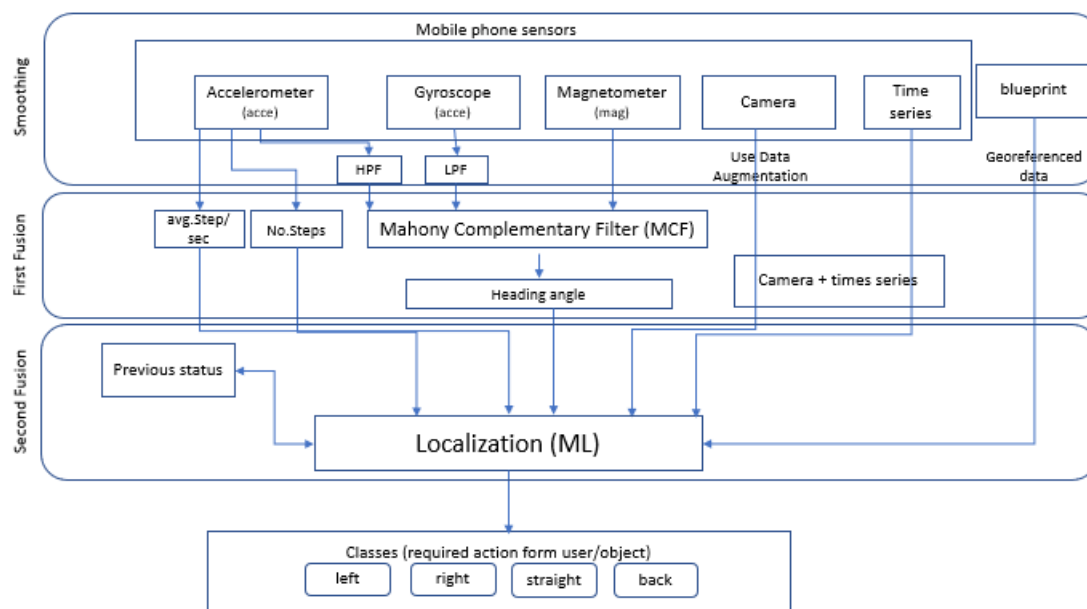 Smoothing
Mobile phone sensors
Accelerometer
(acce)
Gyroscope
(acce)
Magnetometer
(mag)
Camera
Time
series
blueprint
HPF
LPF
Use Data
Augmentation
Georeferenced
data
First Fusion
avg.Step/
sec
No.Steps
Mahony Complementary Filter (MCF)
Heading angle
Camera + times series
Second Fusion
Previous status
Localization (ML)
Classes (required action form user/object)
left
right
straight
back